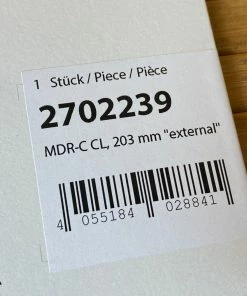 1 Stück / Piece / Pièce
2702239
MDR-C CL, 203 mm "external"
4 055184 028841